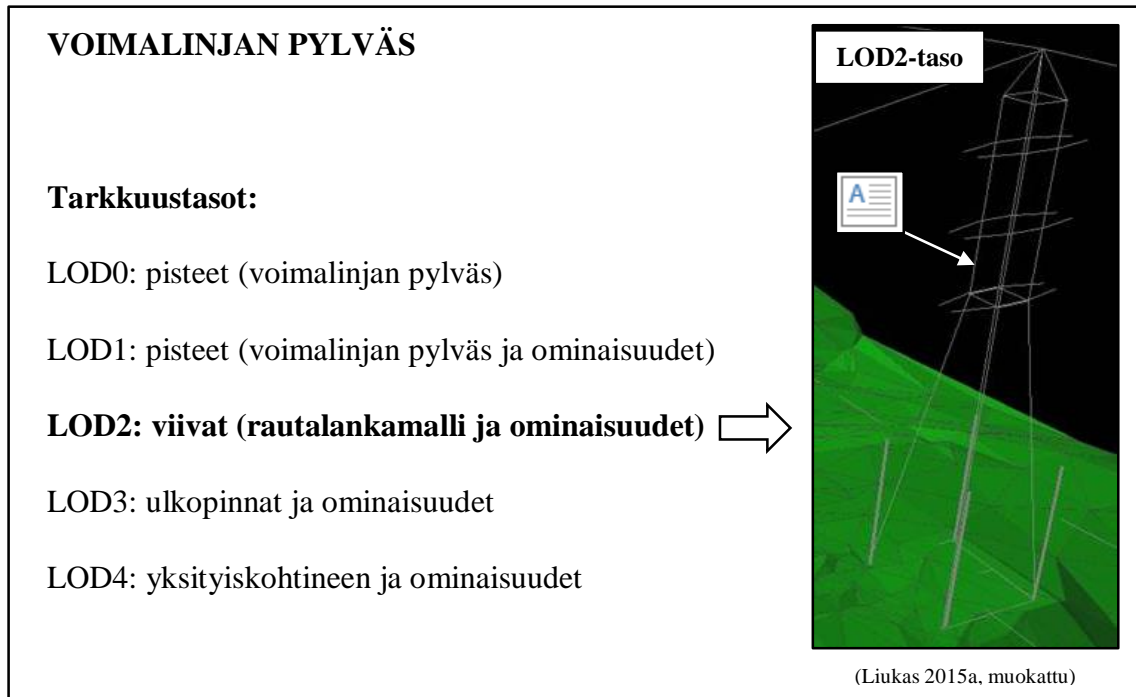 VOIMALINJAN PYLVÄS
LOD2-taso
A
Tarkkuustasot:
LOD0: pisteet (voimalinjan pylväs)
LOD1: pisteet (voimalinjan pylväs ja ominaisuudet)
LOD2: viivat (rautalankamalli ja ominaisuudet)
LOD3: ulkopinnat ja ominaisuudet
LOD4: yksityiskohtineen ja ominaisuudet
(Liukas 2015a, muokattu)